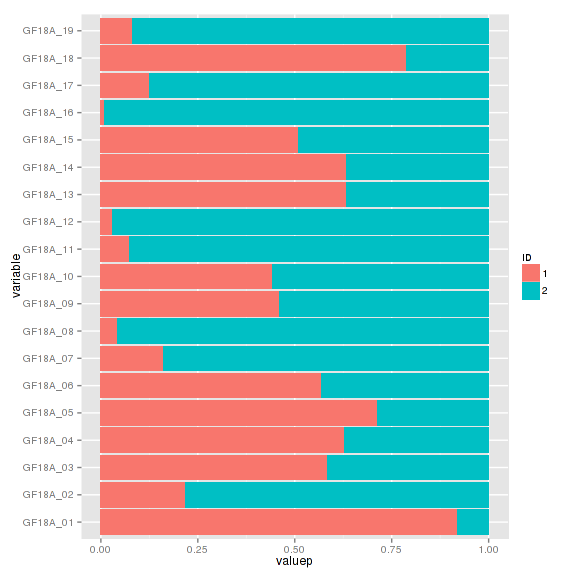 GF18A_19
GF18A_18
GF18A_17
GF18A_16
GF18A_15
GF18A_14
GF18A_13
GF18A_12
GF18A_11
GF18A_10
GF18A_09
GF18A_08
GF18A_07
GF18A_06
GF18A_05
GF18A_04
GF18A_03
GF18A_02
GF18A_01
variable
0.00 0.25 0.50 0.75 1.00
valuep
ID
1
2